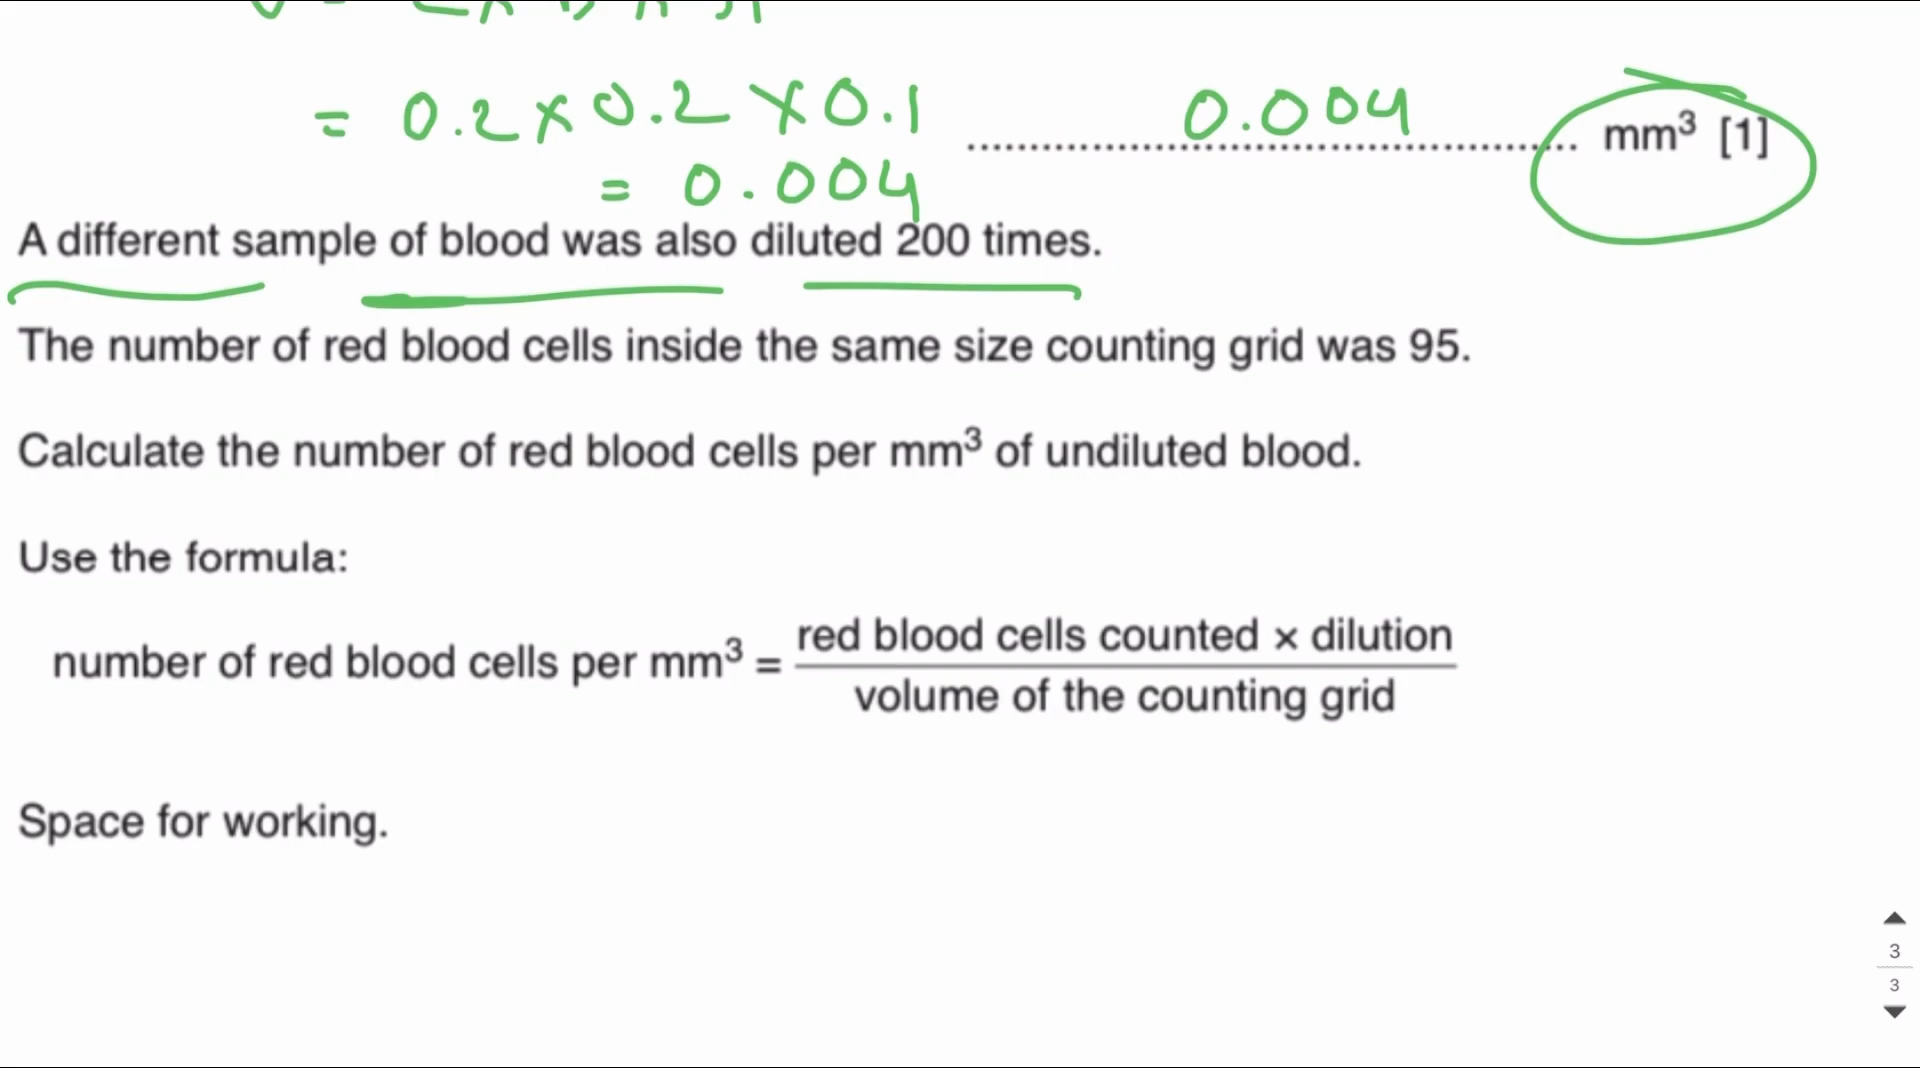 = 0.2 x 0.2 x 0.1
0.004 mm³ [1]
= 0.004
A different sample of blood was also diluted 200 times.
The number of red blood cells inside the same size counting grid was 95.
Calculate the number of red blood cells per mm³ of undiluted blood.
Use the formula:
number of red blood cells per mm³ = red blood cells counted × dilution
volume of the counting grid
Space for working.
3
3